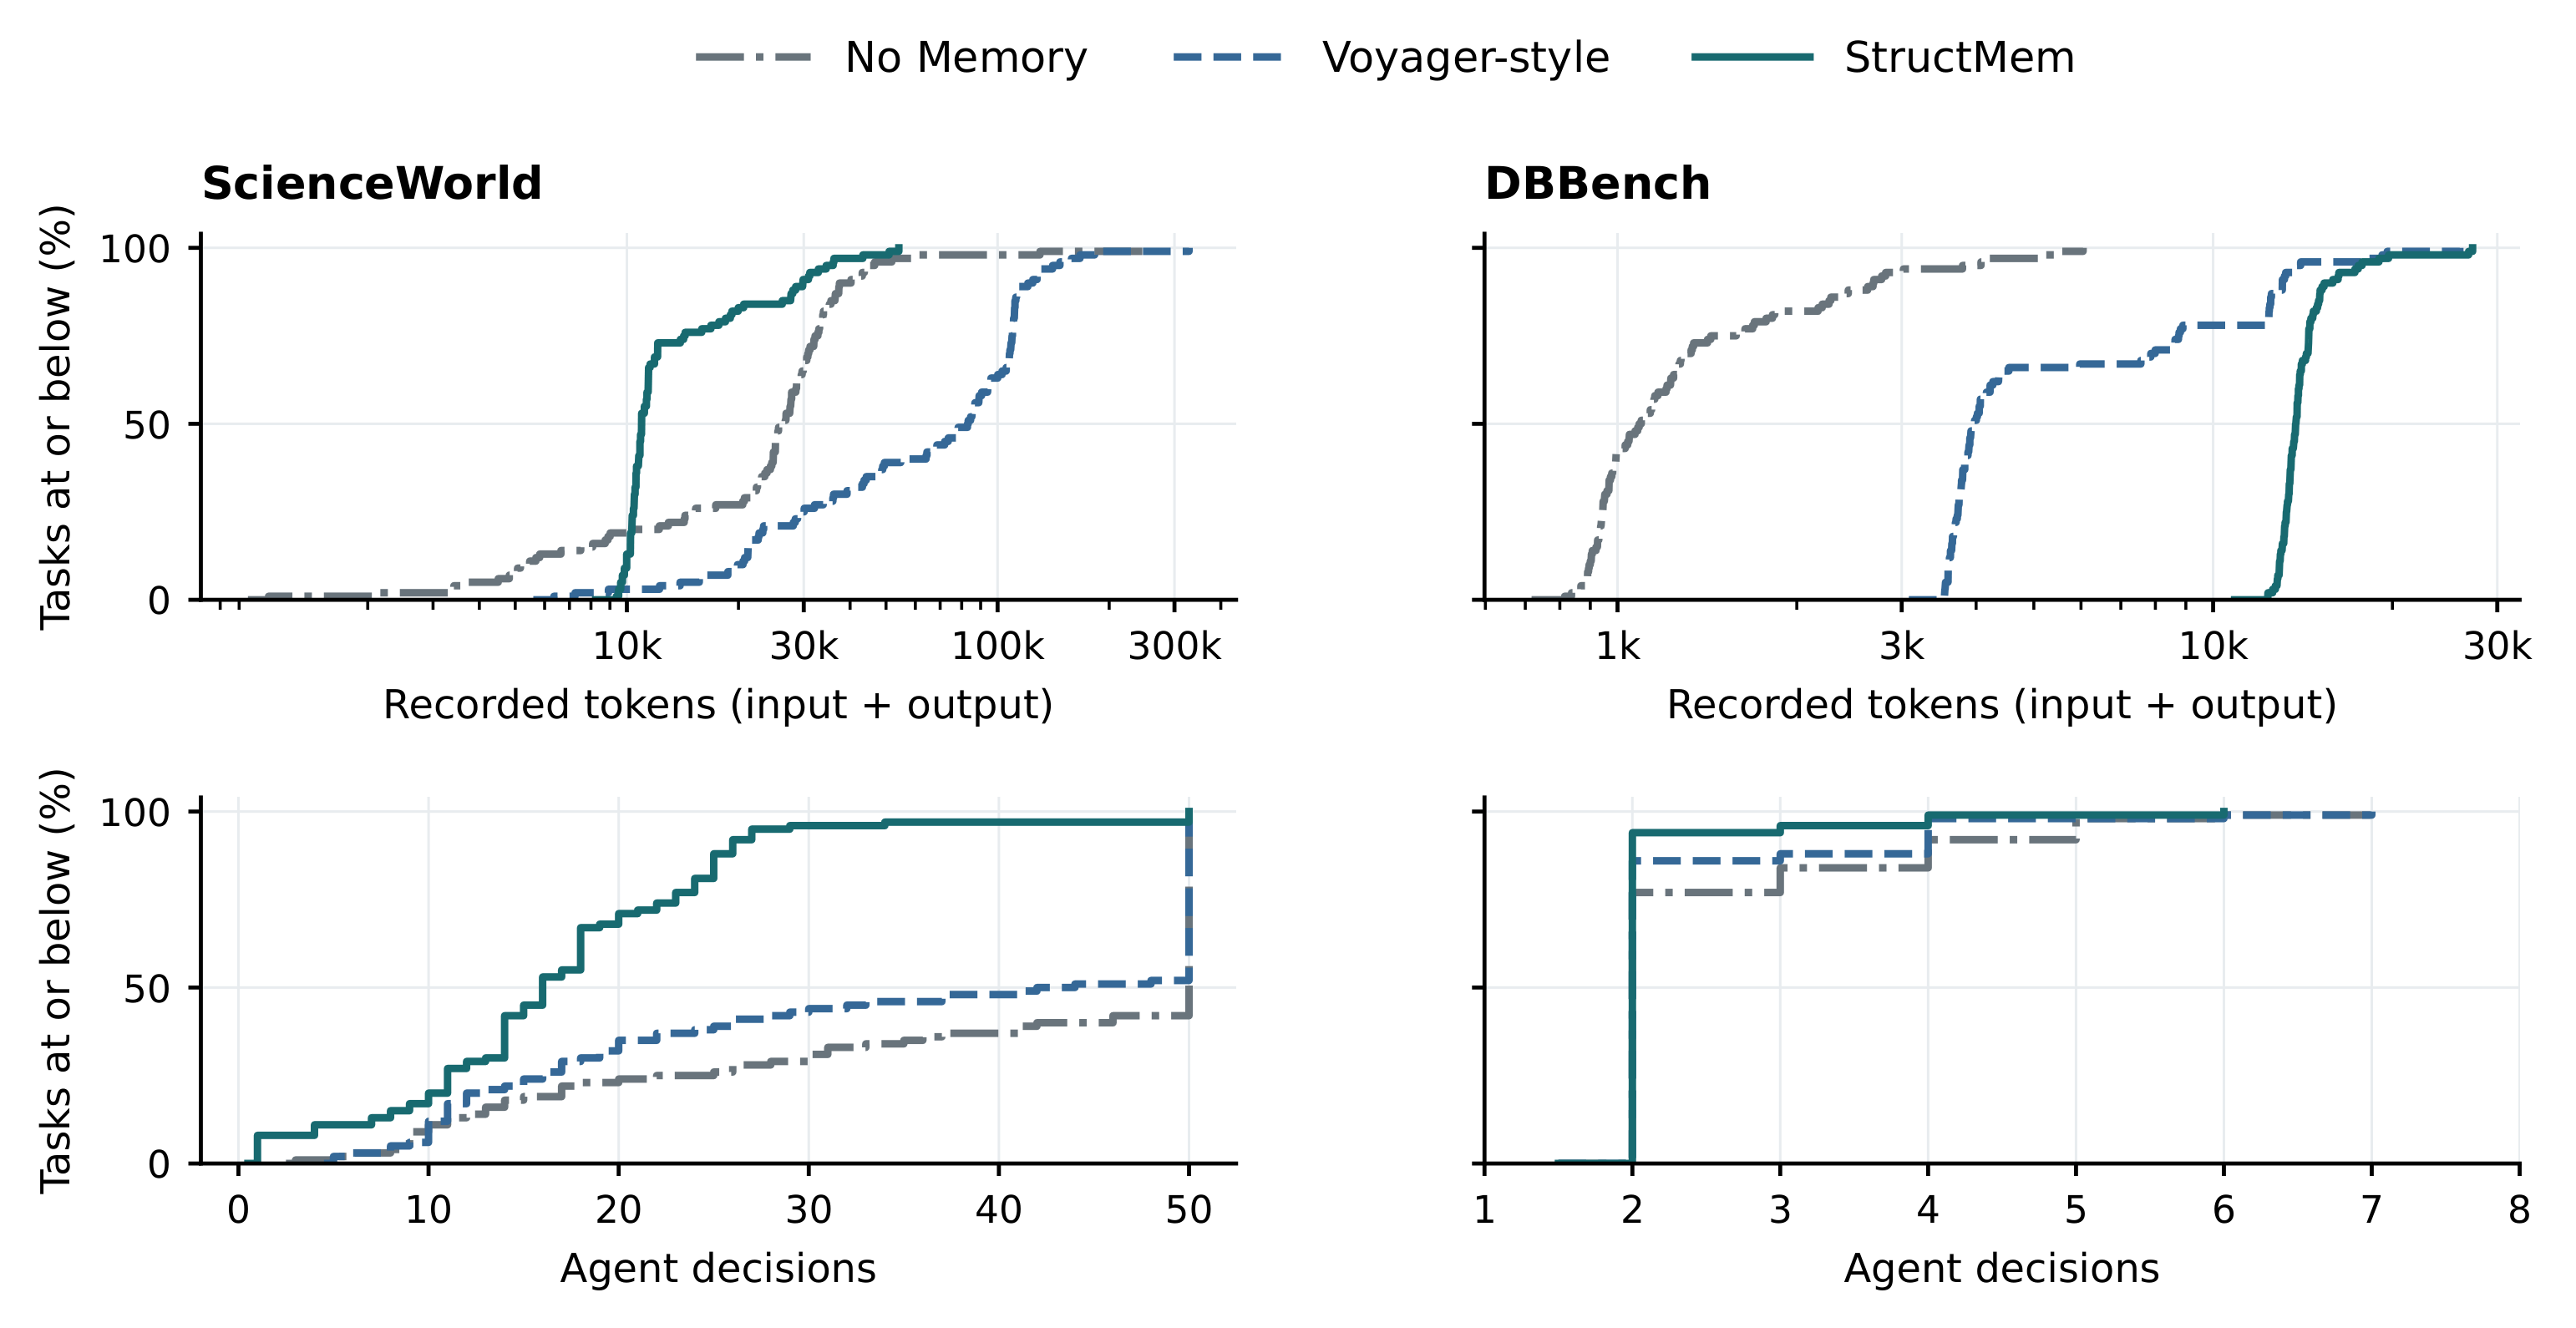 No Memory Voyager-style StructMem
ScienceWorld
Tasks at or below (%)
100
50
0
10k 30k 100k 300k
Recorded tokens (input + output)
DBBench
1k 3k 10k 30k
Recorded tokens (input + output)
Tasks at or below (%)
100
50
0
0 10 20 30 40 50
Agent decisions
1 2 3 4 5 6 7 8
Agent decisions